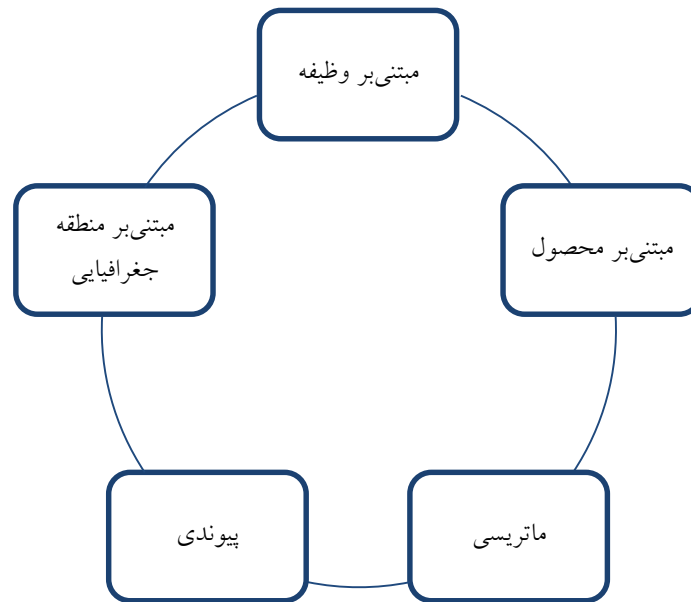 مبتنی‌بر وظیفه
مبتنی‌بر محصول
ماتریسی
پیوندی
مبتنی‌بر منطقه
جغرافیایی